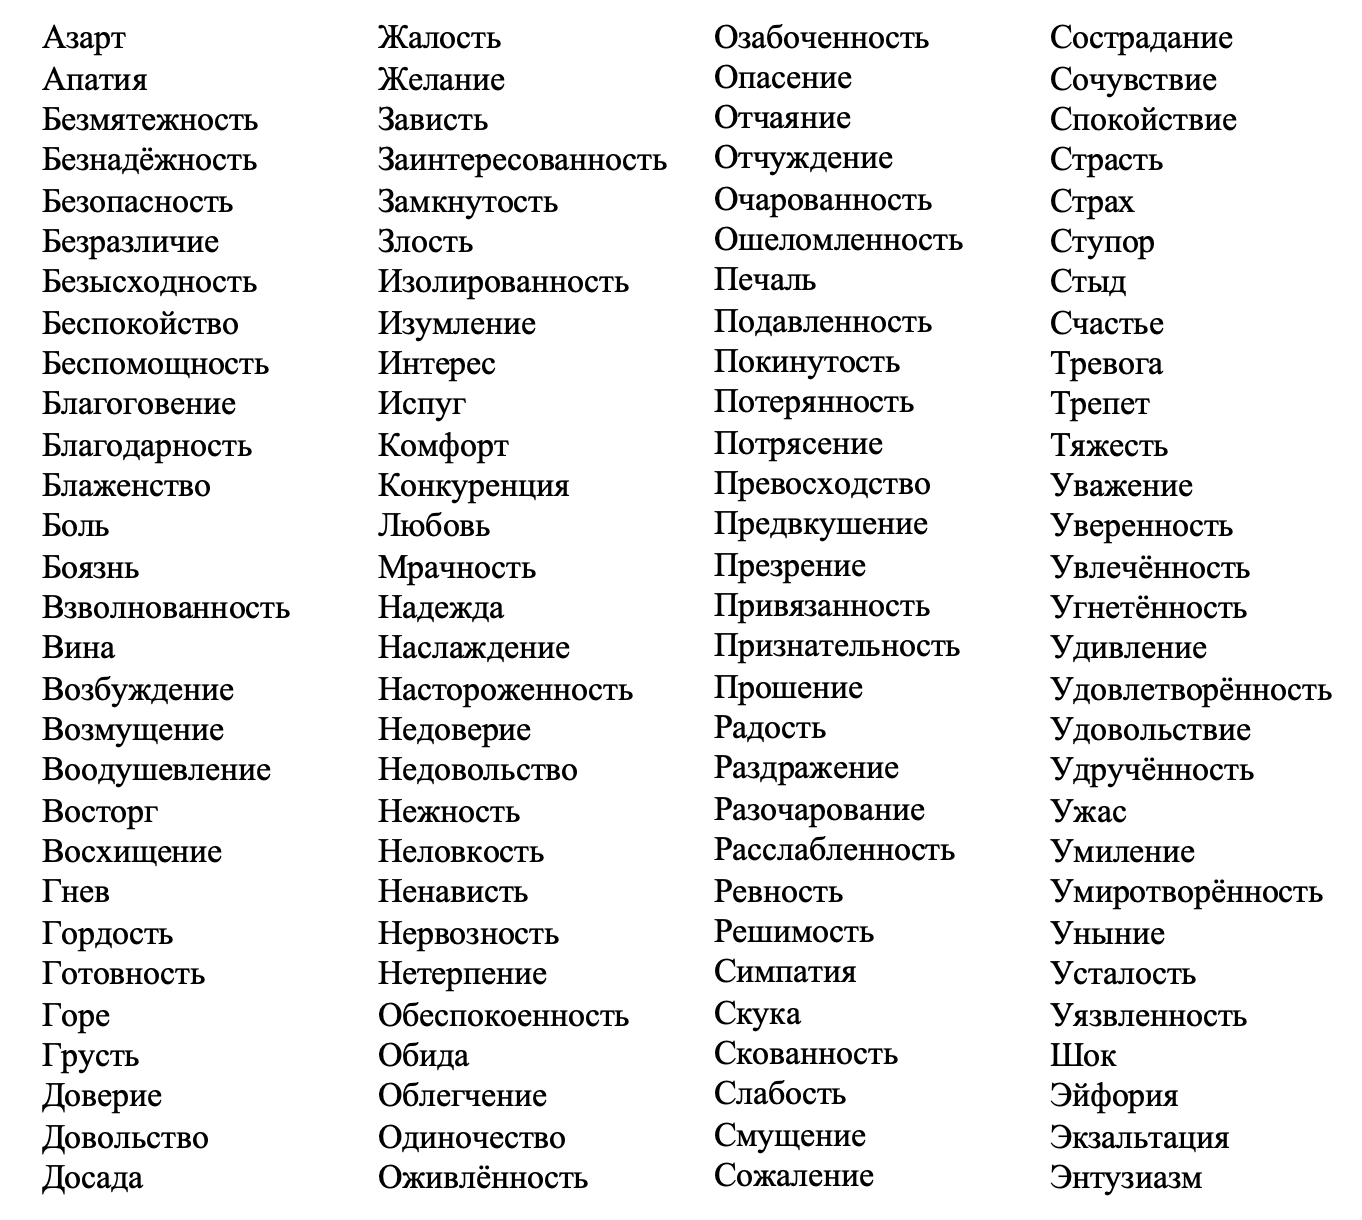 Азарт
Апатия
Безмятежность
Безнадёжность
Безопасность
Безразличие
Безысходность
Беспокойство
Беспомощность
Благоговение
Благодарность
Блаженство
Боль
Боязнь
Взволнованность
Вина
Возбуждение
Возмущение
Воодушевление
Восторг
Восхищение
Гнев
Гордость
Готовность
Горе
Грусть
Доверие
Довольство
Досада
Жалость
Желание
Зависть
Заинтересованность
Замкнутость
Злость
Изолированность
Изумление
Интерес
Испуг
Комфорт
Конкуренция
Любовь
Мрачность
Надежда
Наслаждение
Настороженность
Недоверие
Недовольство
Нежность
Неловкость
Ненависть
Нервозность
Нетерпение
Обеспокоенность
Обида
Облегчение
Одиночество
Оживлённость
Озабоченность
Опасение
Отчаяние
Отчуждение
Очарованность
Ошеломленность
Печаль
Подавленность
Покинутость
Потерянность
Потрясение
Превосходство
Предвкушение
Презрение
Привязанность
Признательность
Прошение
Радость
Раздражение
Разочарование
Расслабленность
Ревность
Решимость
Симпатия
Скука
Скованность
Слабость
Смущение
Сожаление
Сострадание
Сочувствие
Спокойствие
Страсть
Страх
Ступор
Стыд
Счастье
Тревога
Трепет
Тяжесть
Уважение
Уверенность
Увлечённость
Угнетённость
Удивление
Удовлетворённость
Удовольствие
Удручённость
Ужас
Умиление
Умиротворённость
Уныние
Усталость
Уязвленность
Шок
Эйфория
Экзальтация
Энтузиазм